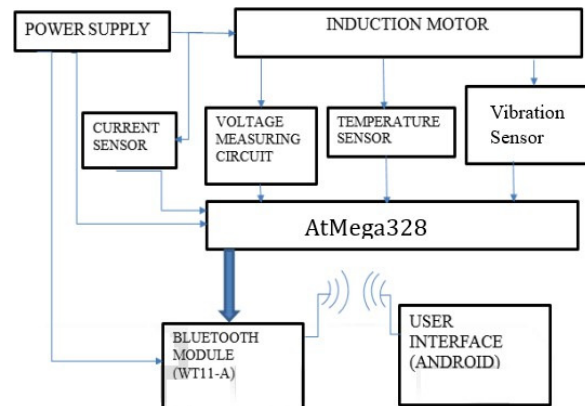 POWER SUPPLY
INDUCTION MOTOR
CURRENT
SENSOR
VOLTAGE
MEASURING
CIRCUIT
TEMPERATURE
SENSOR
Vibration
Sensor
AtMega328
BLUETOOTH
MODULE
(WT11-A)
USER
INTERFACE
(ANDROID)